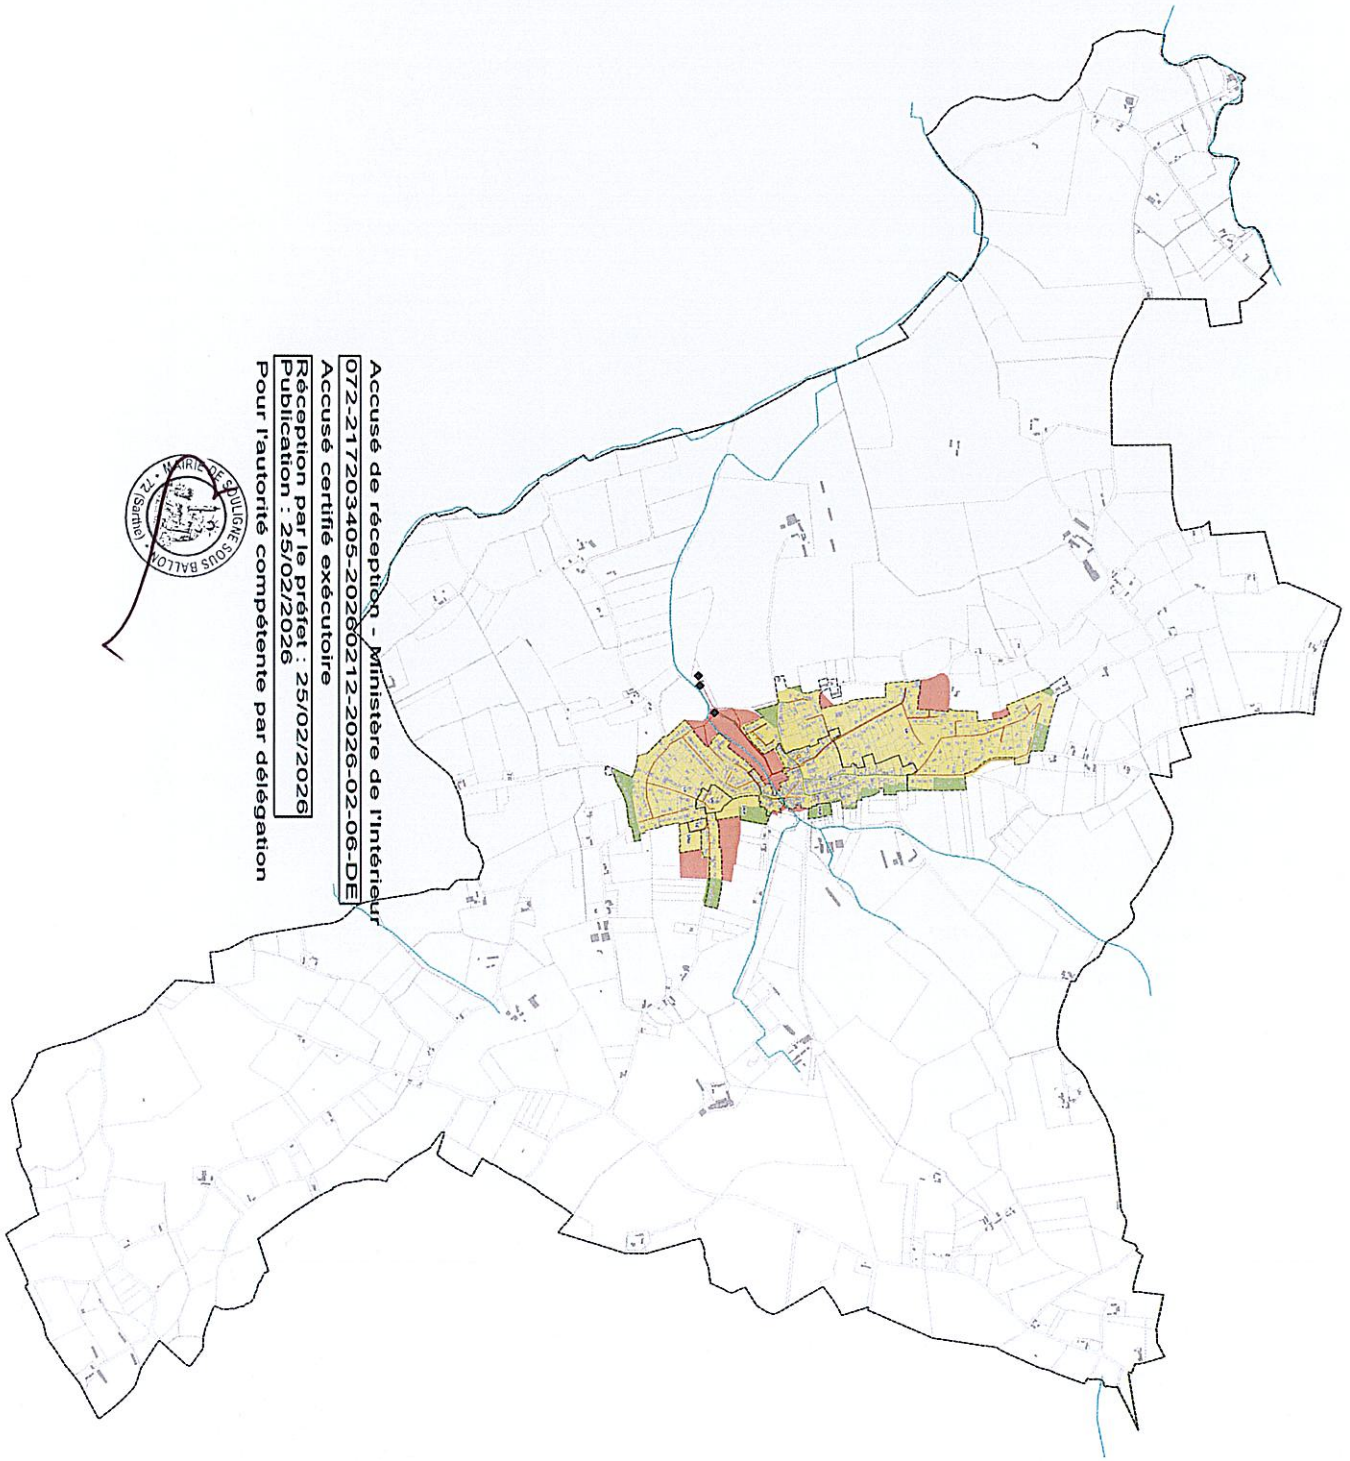 Accusé de réception - Ministère de l'Intérieur
072-217203405-20260212-2026-02-06-DE
Accusé certifié exécutoire
Réception par le préfet : 25/02/2026
Publication : 25/02/2026
Pour l'autorité compétente par délégation
MAIRIE DE SOULIGNE SOUS BALLON
72 (Sarthe)